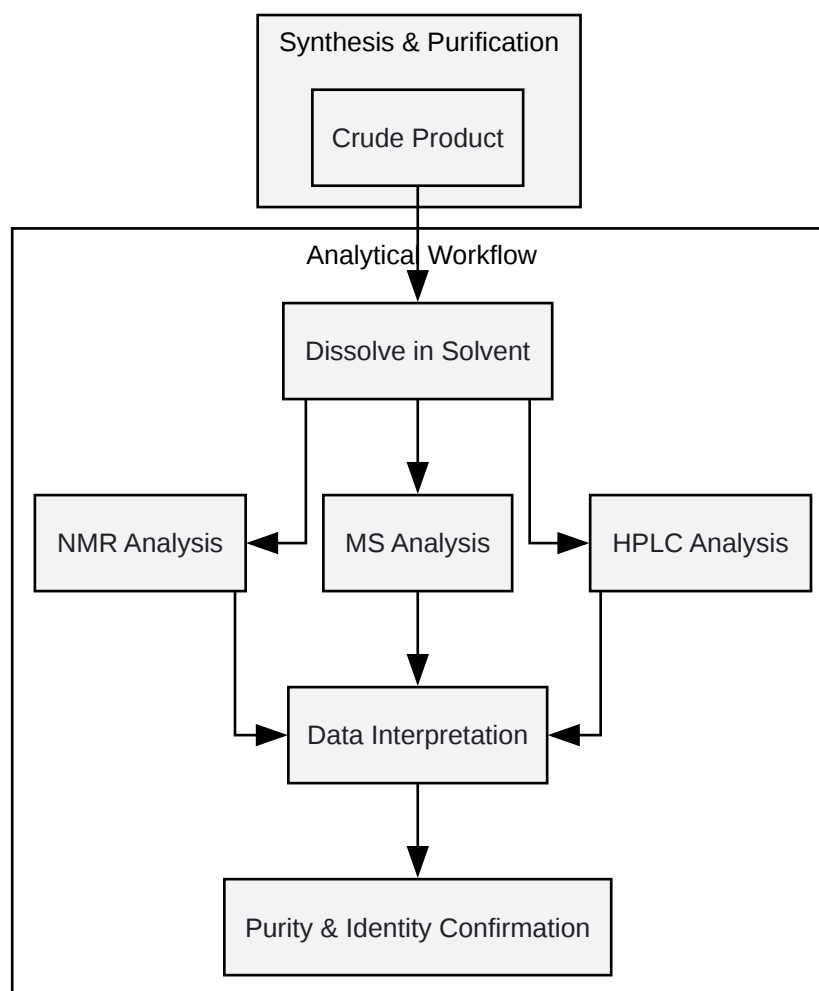 Synthesis & Purification
Crude Product
Analytical Workflow
Dissolve in Solvent
NMR Analysis
MS Analysis
HPLC Analysis
Data Interpretation
Purity & Identity Confirmation